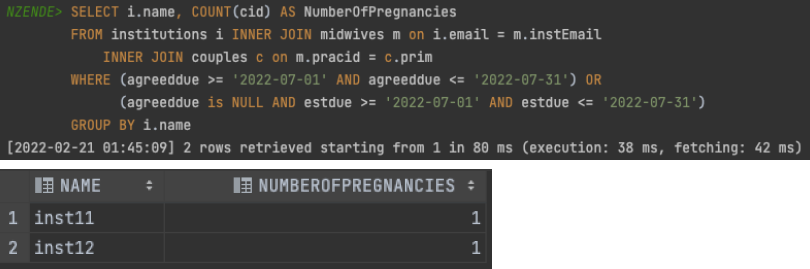 NZENDE> SELECT i.name, COUNT(cid) AS NumberOfPregnancies
FROM institutions i INNER JOIN midwives m on i.email = m.instEmail
INNER JOIN couples c on m.pracid = c.prim
WHERE (agreeddue >= '2022-07-01' AND agreeddue <= '2022-07-31') OR
(agreeddue is NULL AND estdue >= '2022-07-01' AND estdue <= '2022-07-31')
GROUP BY i.name
[2022-02-21 01:45:09] 2 rows retrieved starting from 1 in 80 ms (execution: 38 ms, fetching: 42 ms)
NAME NUMBEROFPREGNANCIES
1 inst11 1
2 inst12 1